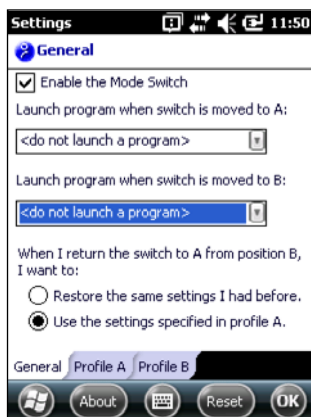 Settings 11:50
General
Enable the Mode Switch
Launch program when switch is moved to A:
<do not launch a program>
Launch program when switch is moved to B:
<do not launch a program>
When I return the switch to A from position B,
I want to:
Restore the same settings I had before.
Use the settings specified in profile A.
General Profile A Profile B
About Reset OK